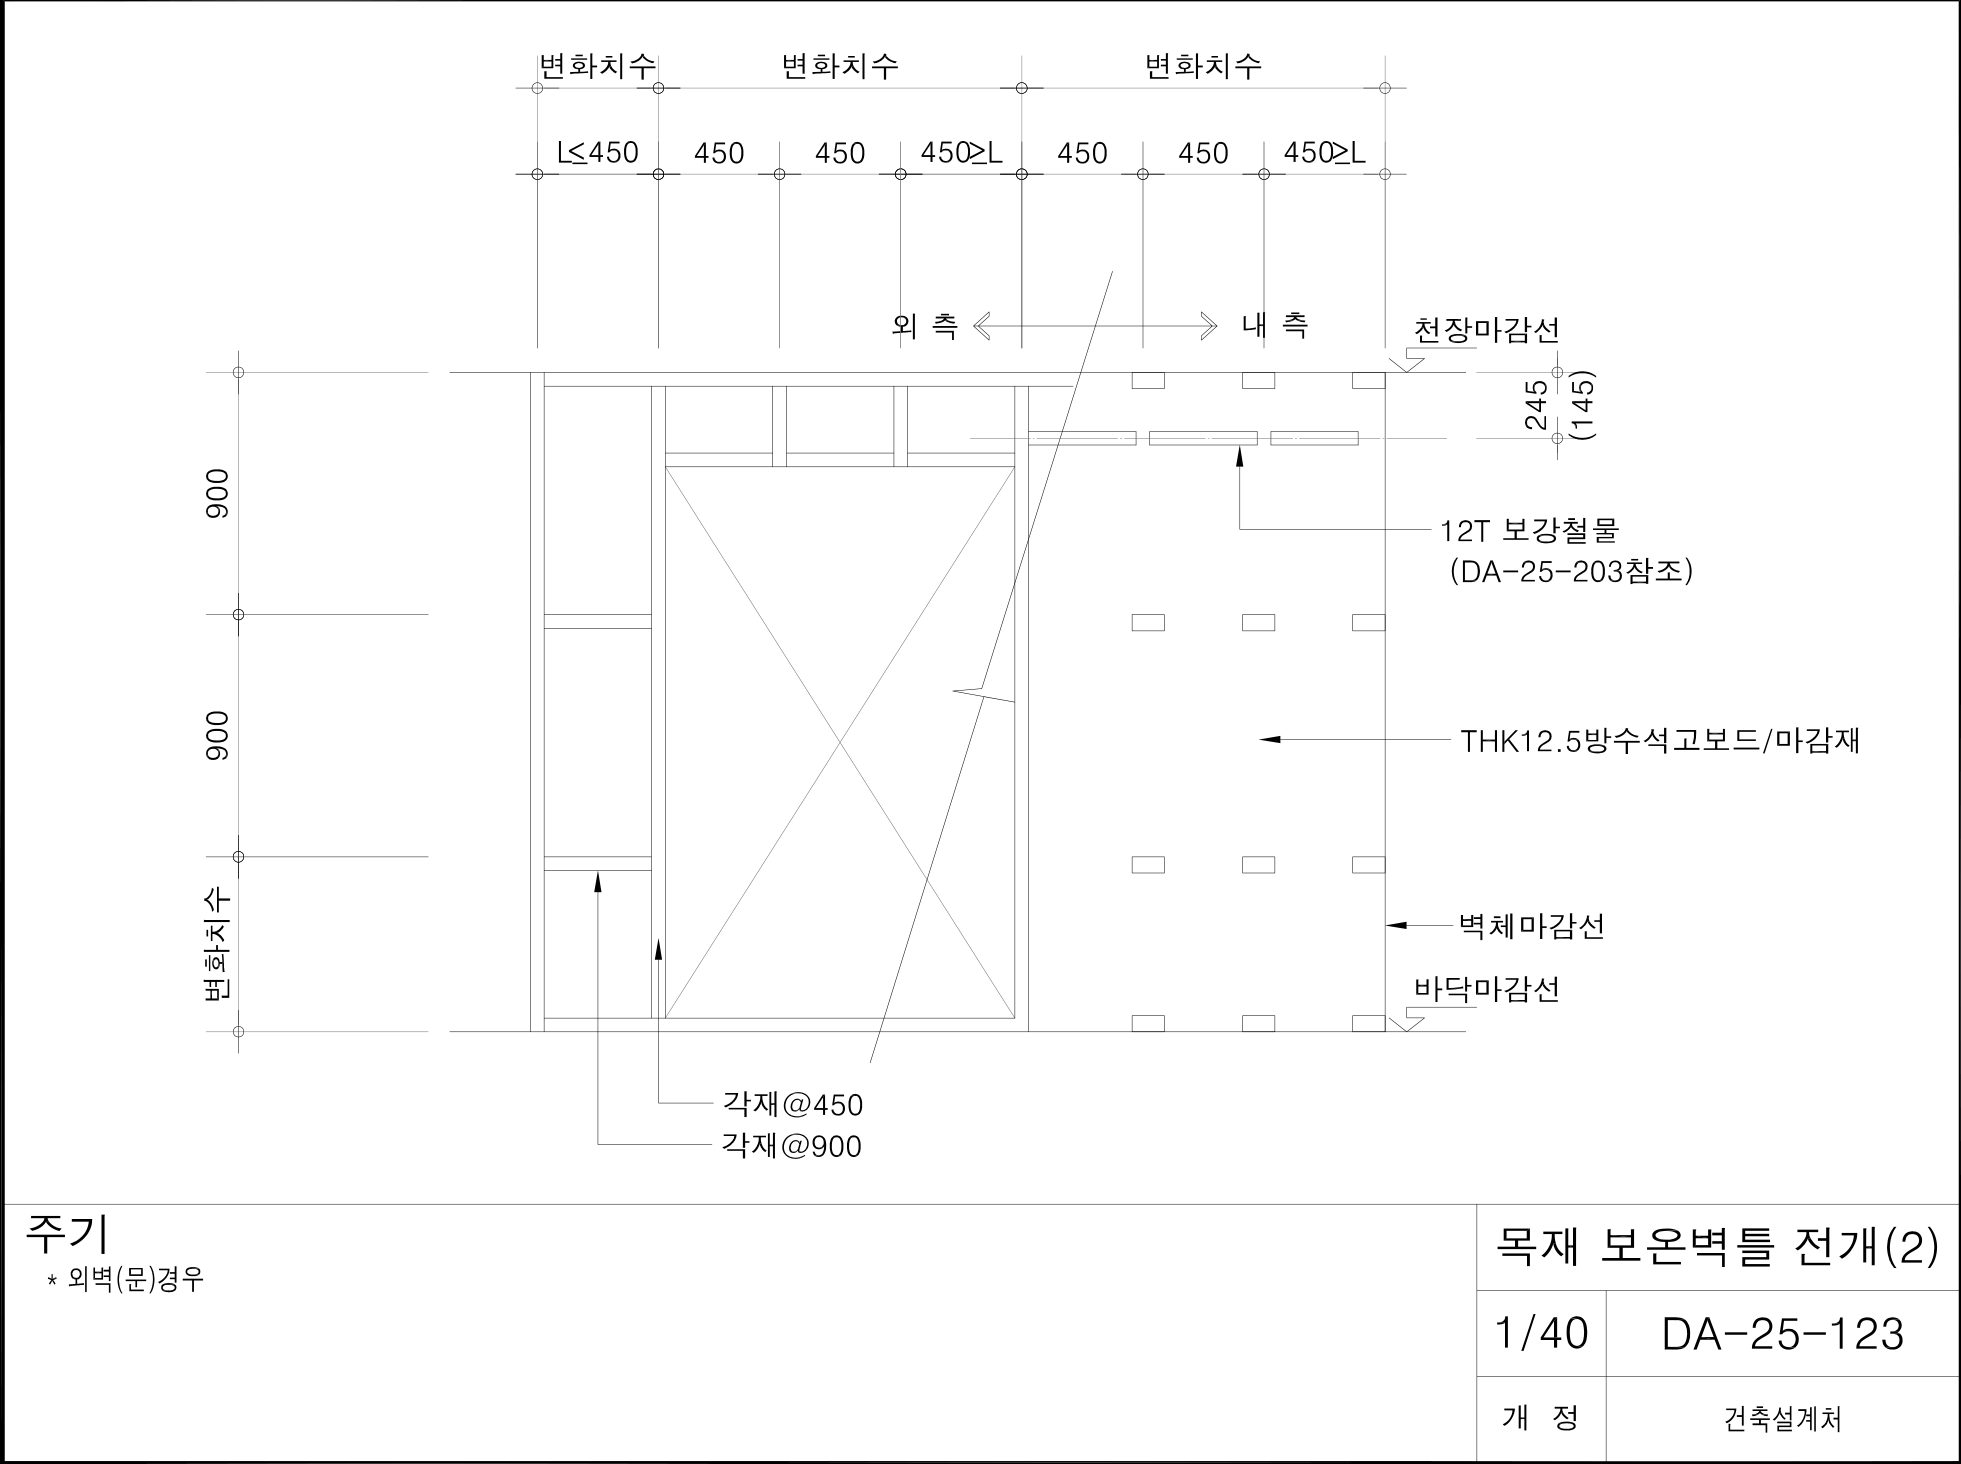 변화치수 변화치수 변화치수
L≤450 450 450 450≥L 450 450 450≥L
외 측 내 측
천장마감선
245
(145)
900
12T 보강철물
(DA-25-203참조)
900
THK12.5방수석고보드/마감재
변화치수
벽체마감선
바닥마감선
각재@450
각재@900
주기
* 외벽(문)경우
목재 보온벽틀 전개(2)
1/40 DA-25-123
개 정 건축설계처